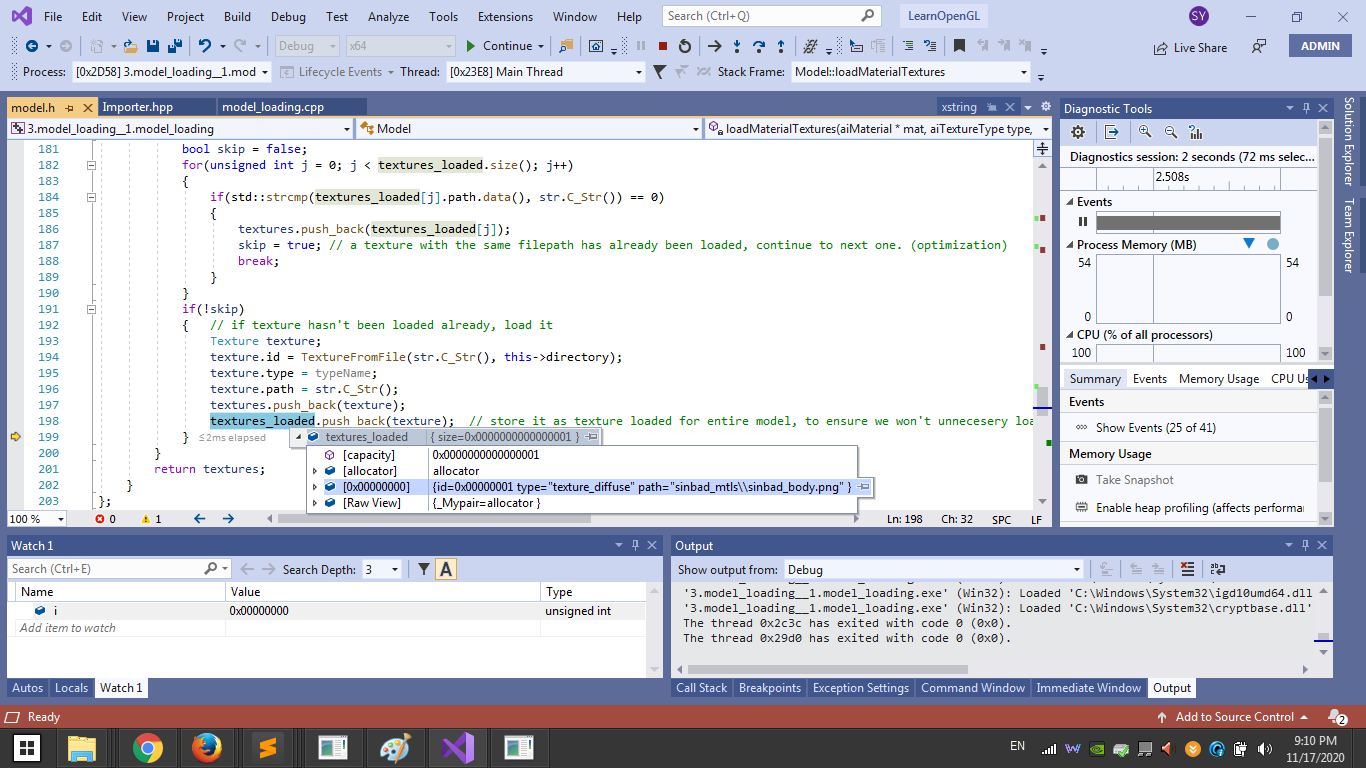 File Edit View Project Build Debug Test Analyze Tools Extensions Window Help Search (Ctrl+Q) LearnOpenGL SY
Debug x64 Continue Live Share ADMIN
Process: [0x2D58] 3.model_loading__1.mod Lifecycle Events Thread: [0x23E8] Main Thread Stack Frame: Model::loadMaterialTextures
model.h Importer.hpp model_loading.cpp xstring
3.model_loading__1.model_loading Model loadMaterialTextures(aiMaterial * mat, aiTextureType type,
181 bool skip = false;
182 for(unsigned int j = 0; j < textures_loaded.size(); j++)
183 {
184 if(std::strcmp(textures_loaded[j].path.data(), str.C_Str()) == 0)
185 {
186 textures.push_back(textures_loaded[j]);
187 skip = true; // a texture with the same filepath has already been loaded, continue to next one. (optimization)
188 break;
189 }
190 }
191 if(!skip)
192 { // if texture hasn't been loaded already, load it
193 Texture texture;
194 texture.id = TextureFromFile(str.C_Str(), this->directory);
195 texture.type = typeName;
196 texture.path = str.C_Str();
197 textures.push_back(texture);
198 textures_loaded.push_back(texture); // store it as texture loaded for entire model, to ensure we won't unnecesery loa
199 } ≤2ms elapsed
textures_loaded { size=0x0000000000000001 }
200 }
[capacity] 0x0000000000000001
201 return textures;
[allocator] allocator
202 }
[0x00000000] {id=0x00000001 type="texture_diffuse" path="sinbad_mtls\\sinbad_body.png" }
203 };
[Raw View] {_Mypair=allocator }
100 % 0 1 Ln: 198 Ch: 32 SPC LF
Diagnostic Tools
Diagnostics session: 2 seconds (72 ms selec...
2.508s
Events
Process Memory (MB)
54 54
0 0
CPU (% of all processors)
100 100
Summary Events Memory Usage CPU Us
Events
Show Events (25 of 41)
Memory Usage
Take Snapshot
Enable heap profiling (affects performa
Solution Explorer
Team Explorer
Watch 1
Search (Ctrl+E) Search Depth: 3 A
Name Value Type
i 0x00000000 unsigned int
Add item to watch
Autos Locals Watch 1
Output
Show output from: Debug
'3.model_loading__1.model_loading.exe' (Win32): Loaded 'C:\Windows\System32\igd10umd64.dll
'3.model_loading__1.model_loading.exe' (Win32): Loaded 'C:\Windows\System32\cryptbase.dll'
The thread 0x2c3c has exited with code 0 (0x0).
The thread 0x29d0 has exited with code 0 (0x0).
Call Stack Breakpoints Exception Settings Command Window Immediate Window Output
Ready Add to Source Control 2
EN 9:10 PM
11/17/2020